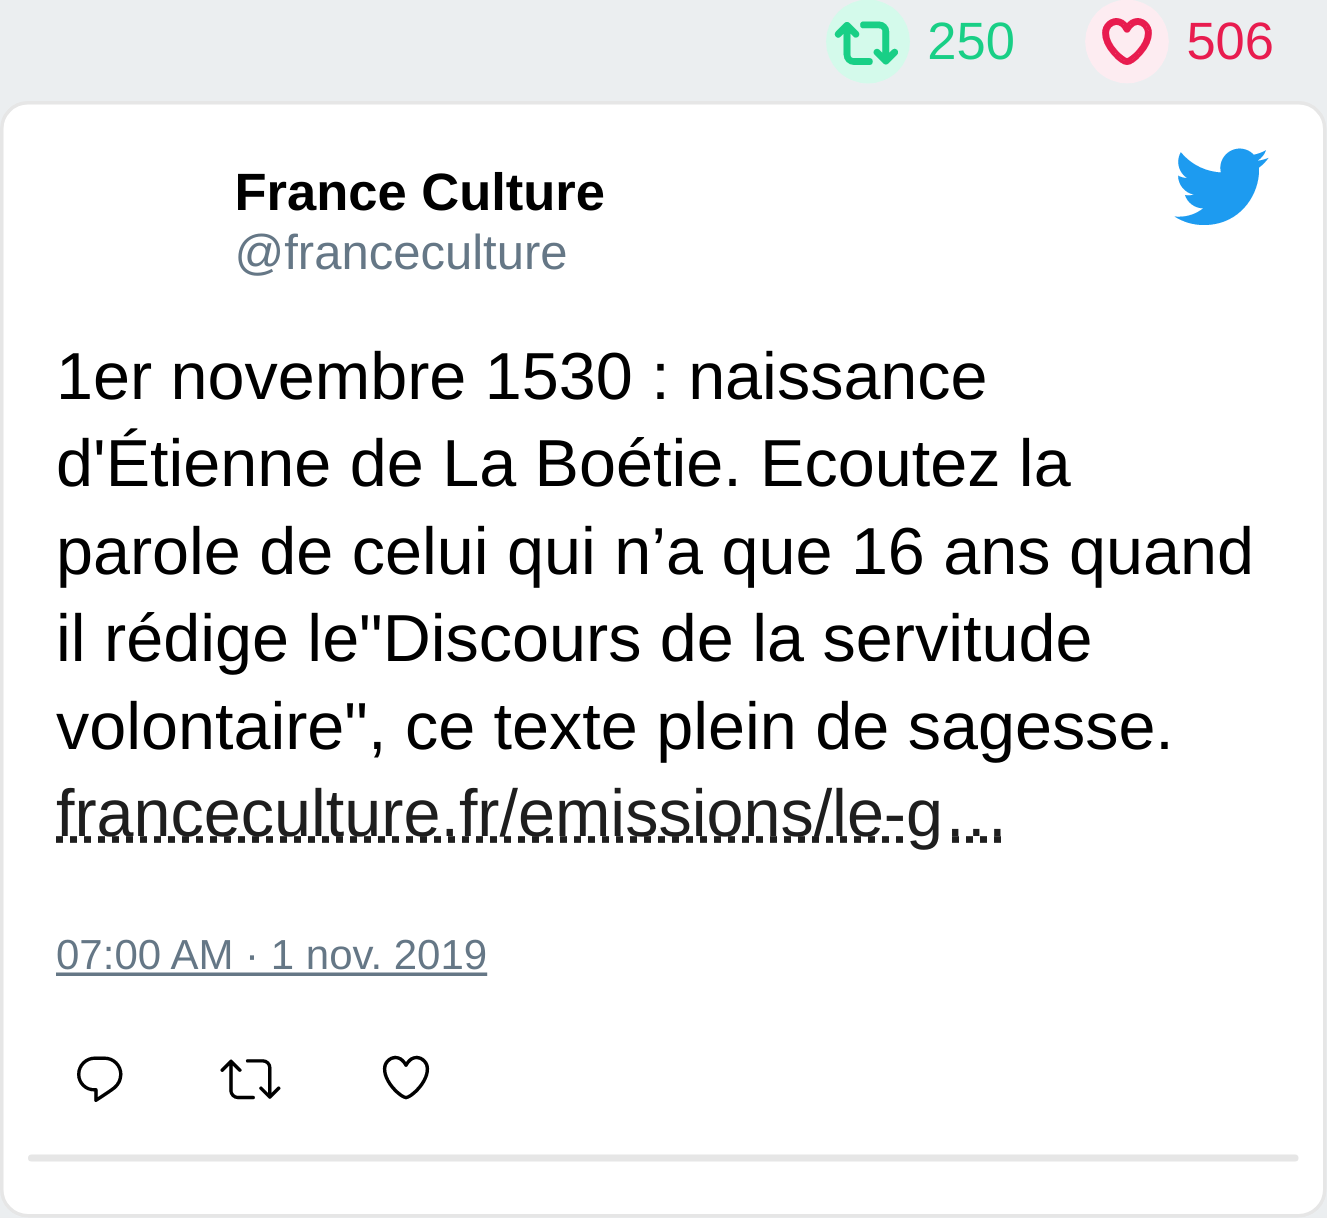 250 506
France Culture
@franceculture
1er novembre 1530 : naissance
d'Étienne de La Boétie. Ecoutez la
parole de celui qui n’a que 16 ans quand
il rédige le"Discours de la servitude
volontaire", ce texte plein de sagesse.
franceculture.fr/emissions/le-g…
07:00 AM · 1 nov. 2019